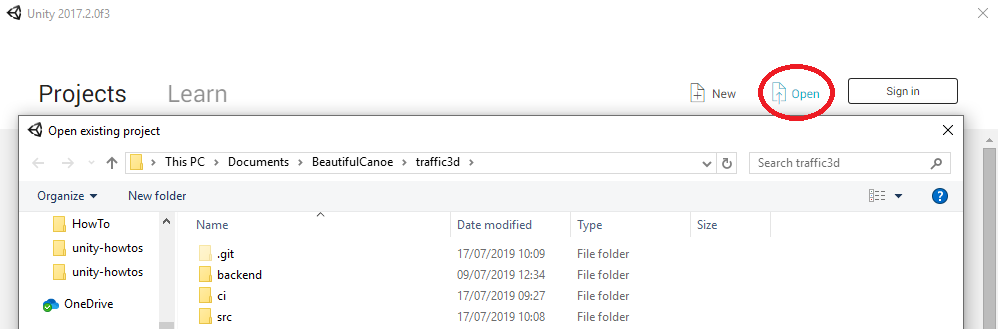 Unity 2017.2.0f3
Projects Learn New Open Sign in
Open existing project
This PC Documents BeautifulCanoe traffic3d Search traffic3d
Organize New folder
Name Date modified Type Size
HowTo
.git 17/07/2019 10:09 File folder
unity-howtos
backend 09/07/2019 12:34 File folder
unity-howtos
ci 17/07/2019 09:27 File folder
OneDrive
src 17/07/2019 10:08 File folder